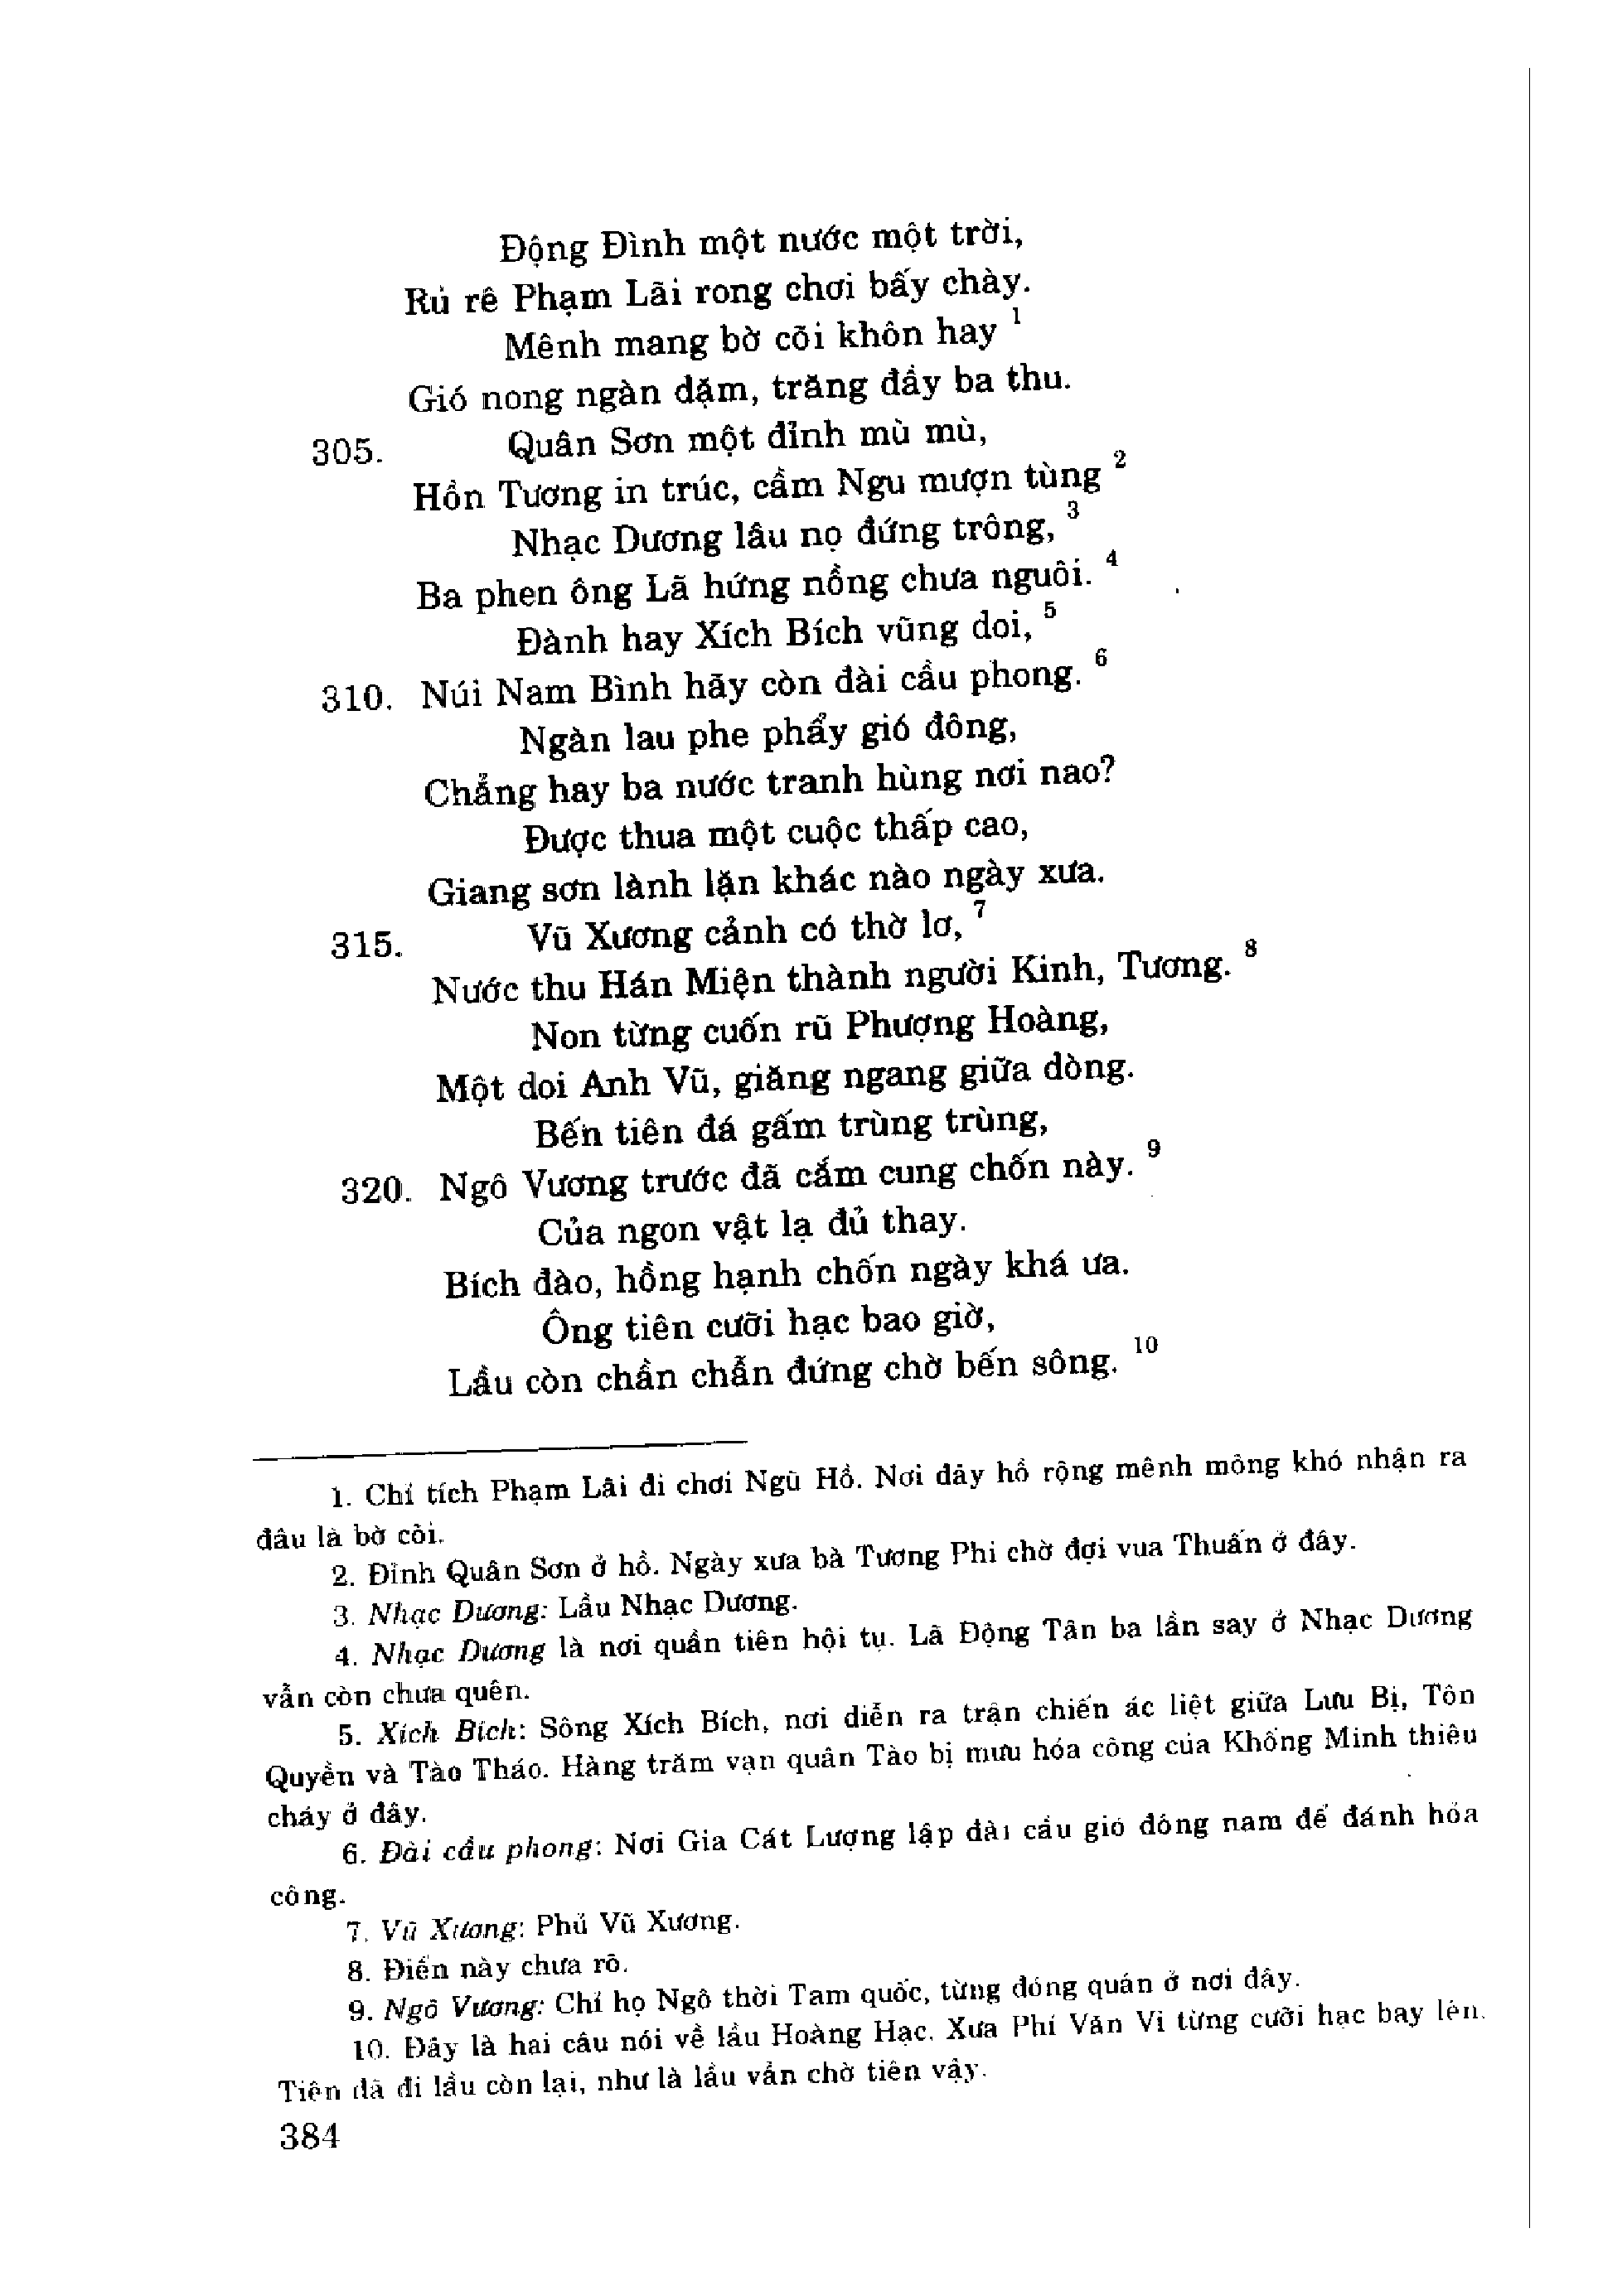 Động Đình một nước một trời,
Rủ rê Phạm Lãi rong chơi bấy chày.
Mênh mang bờ cõi khôn hay ¹
Gió nong ngàn dặm, trăng đầy ba thu.
305. Quân Sơn một đỉnh mù mù,
Hồn Tương in trúc, cầm Ngu mượn tùng ²
Nhạc Dương lâu nọ đứng trông, ³
Ba phen ông Lã hứng nồng chưa nguôi. ⁴
Đành hay Xích Bích vũng doi, ⁵
310. Núi Nam Bình hãy còn đài cầu phong. ⁶
Ngàn lau phe phẩy gió đông,
Chẳng hay ba nước tranh hùng nơi nao?
Được thua một cuộc thấp cao,
Giang sơn lành lặn khác nào ngày xưa.
315. Vũ Xương cảnh có thờ lơ, ⁷
Nước thu Hán Miện thành người Kinh, Tương. ⁸
Non từng cuốn rũ Phượng Hoàng,
Một doi Anh Vũ, giăng ngang giữa dòng.
Bến tiên đá gấm trùng trùng,
320. Ngô Vương trước đã cắm cung chốn này. ⁹
Của ngon vật lạ đủ thay.
Bích đào, hồng hạnh chốn ngày khá ưa.
Ông tiên cưỡi hạc bao giờ,
Lầu còn chần chẫn đứng chờ bến sông. ¹⁰
1. Chỉ tích Phạm Lãi đi chơi Ngũ Hồ. Nơi đây hồ rộng mênh mông khó nhận ra
đâu là bờ cõi.
2. Đỉnh Quân Sơn ở hồ. Ngày xưa bà Tương Phi chờ đợi vua Thuấn ở đây.
3. Nhạc Dương: Lầu Nhạc Dương.
4. Nhạc Dương là nơi quần tiên hội tụ. Lã Động Tân ba lần say ở Nhạc Dương
vẫn còn chưa quên.
5. Xích Bích: Sông Xích Bích, nơi diễn ra trận chiến ác liệt giữa Lưu Bị, Tôn
Quyền và Tào Tháo. Hàng trăm vạn quân Tào bị mưu hóa công của Khổng Minh thiêu
cháy ở đây.
6. Đài cầu phong: Nơi Gia Cát Lượng lập đài cầu gió đông nam để đánh hỏa
công.
7. Vũ Xương: Phủ Vũ Xương.
8. Điển này chưa rõ.
9. Ngô Vương: Chỉ họ Ngô thời Tam quốc, từng đóng quân ở nơi đây.
10. Đây là hai câu nói về lầu Hoàng Hạc. Xưa Phí Văn Vi từng cưỡi hạc bay lên.
Tiên đã đi lầu còn lại, như là lầu vẫn chờ tiên vậy.
384